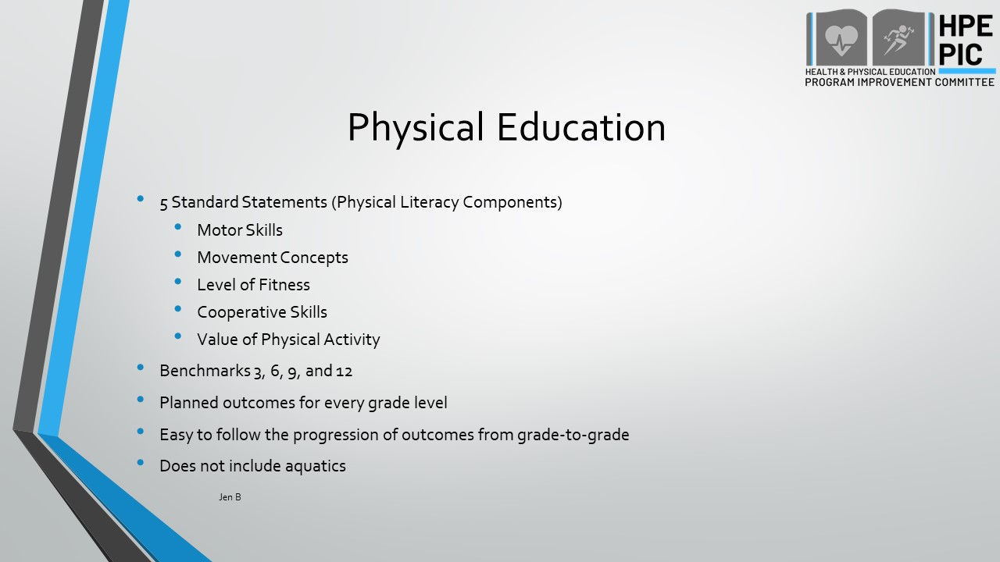 HPE
PIC
HEALTH & PHYSICAL EDUCATION
PROGRAM IMPROVEMENT COMMITTEE
Physical Education
• 5 Standard Statements (Physical Literacy Components)
• Motor Skills
• Movement Concepts
• Level of Fitness
• Cooperative Skills
• Value of Physical Activity
• Benchmarks 3, 6, 9, and 12
• Planned outcomes for every grade level
• Easy to follow the progression of outcomes from grade-to-grade
• Does not include aquatics
Jen B